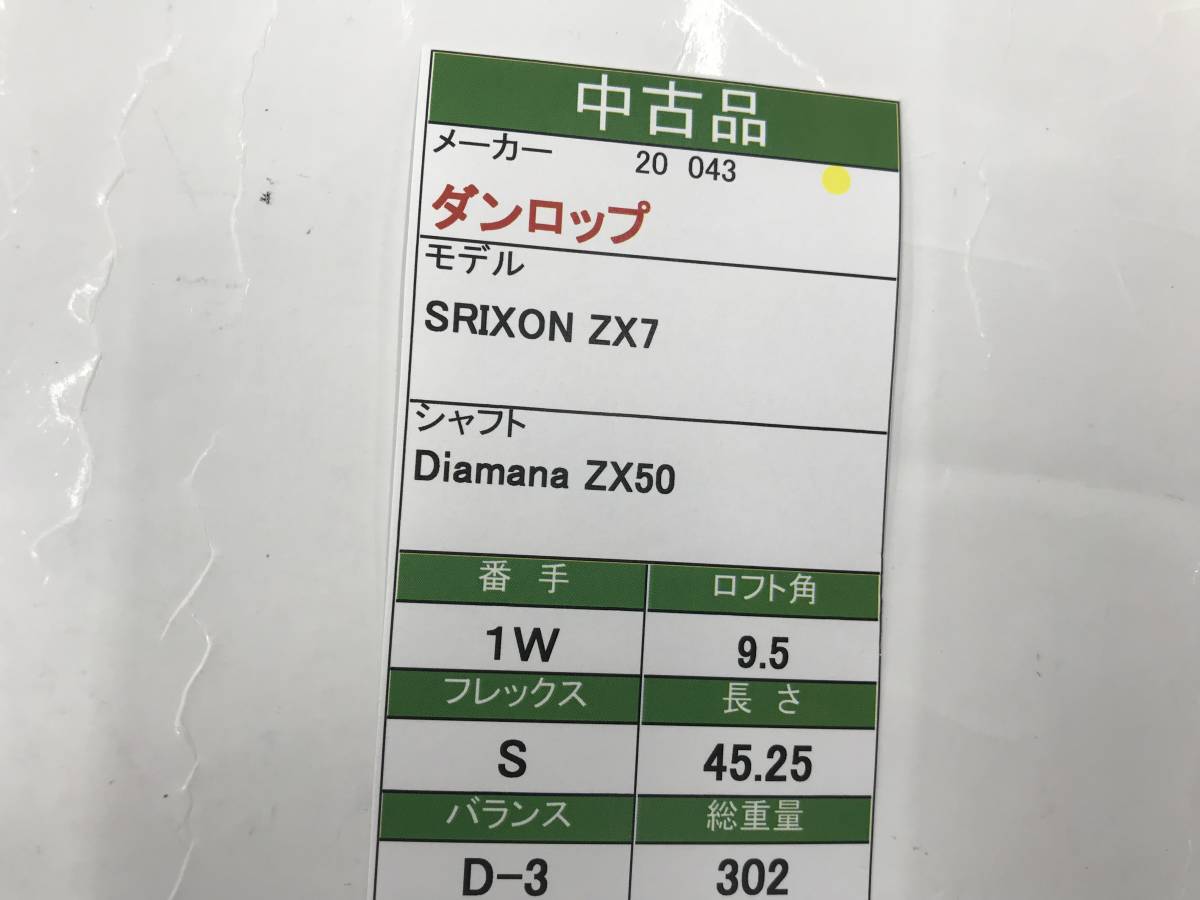 中古品
メーカー 20 043
ダンロップ
モデル
SRIXON ZX7
シャフト
Diamana ZX50
番 手 ロフト角
1W 9.5
フレックス 長 さ
S 45.25
バランス 総重量
D-3 302